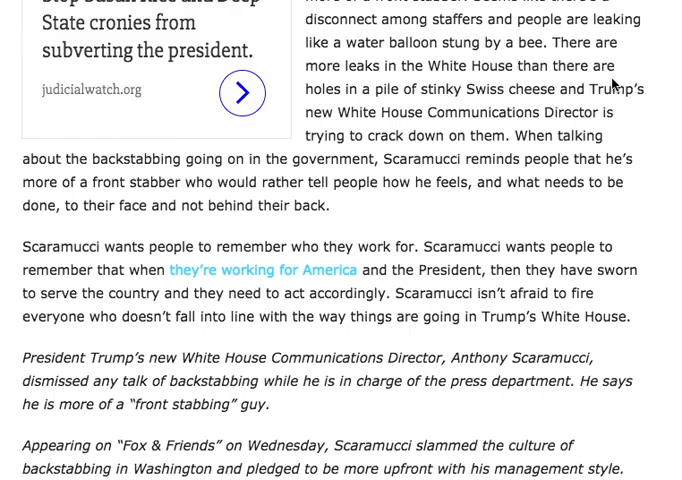 State cronies from
subverting the president.
judicialwatch.org
disconnect among staffers and people are leaking
like a water balloon stung by a bee. There are
more leaks in the White House than there are
holes in a pile of stinky Swiss cheese and Trump’s
new White House Communications Director is
trying to crack down on them. When talking
about the backstabbing going on in the government, Scaramucci reminds people that he’s
more of a front stabber who would rather tell people how he feels, and what needs to be
done, to their face and not behind their back.
Scaramucci wants people to remember who they work for. Scaramucci wants people to
remember that when they’re working for America and the President, then they have sworn
to serve the country and they need to act accordingly. Scaramucci isn’t afraid to fire
everyone who doesn’t fall into line with the way things are going in Trump’s White House.
President Trump’s new White House Communications Director, Anthony Scaramucci,
dismissed any talk of backstabbing while he is in charge of the press department. He says
he is more of a “front stabbing” guy.
Appearing on “Fox & Friends” on Wednesday, Scaramucci slammed the culture of
backstabbing in Washington and pledged to be more upfront with his management style.